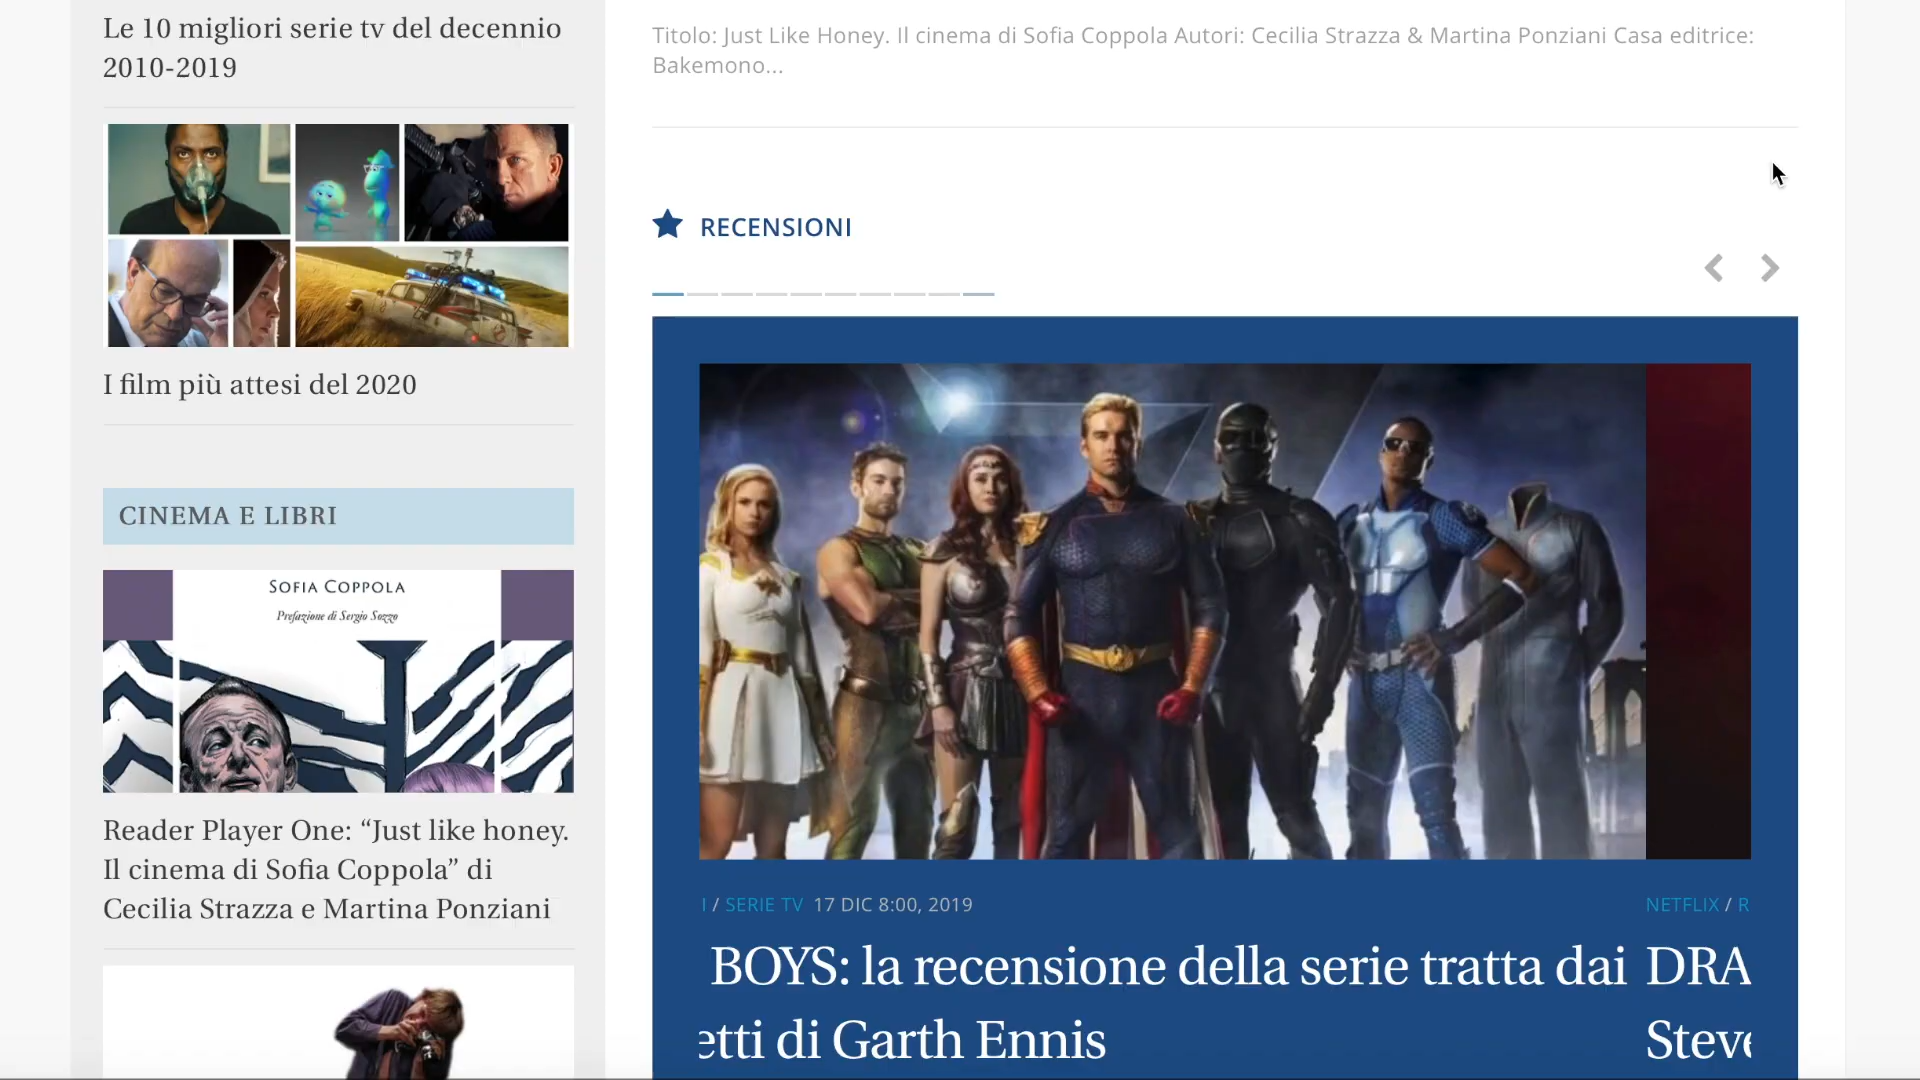 Le 10 migliori serie tv del decennio
2010-2019
I film più attesi del 2020
CINEMA E LIBRI
SOFIA COPPOLA
Prefazione di Sergio Sozzo
Reader Player One: “Just like honey.
Il cinema di Sofia Coppola” di
Cecilia Strazza e Martina Ponziani
Titolo: Just Like Honey. Il cinema di Sofia Coppola Autori: Cecilia Strazza & Martina Ponziani Casa editrice:
Bakemono...
RECENSIONI
I / SERIE TV 17 DIC 8:00, 2019
BOYS: la recensione della serie tratta dai
etti di Garth Ennis
NETFLIX / R
DRA
Steve